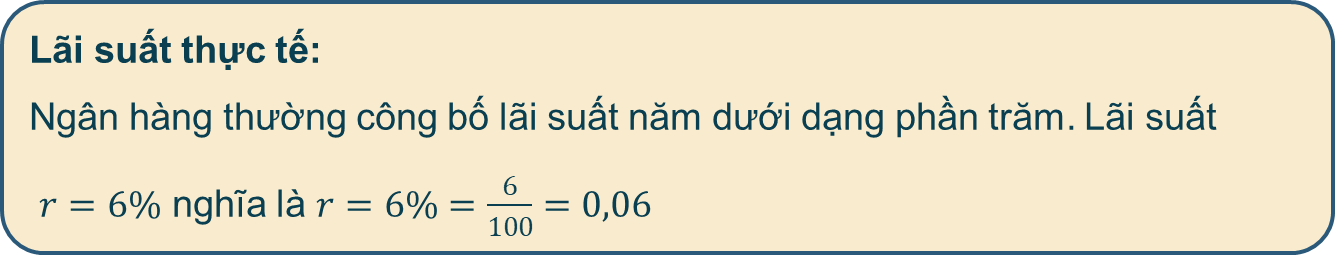 Lãi suất thực tế:
Ngân hàng thường công bố lãi suất năm dưới dạng phần trăm. Lãi suất
r = 6% nghĩa là r = 6% = 6/100 = 0,06